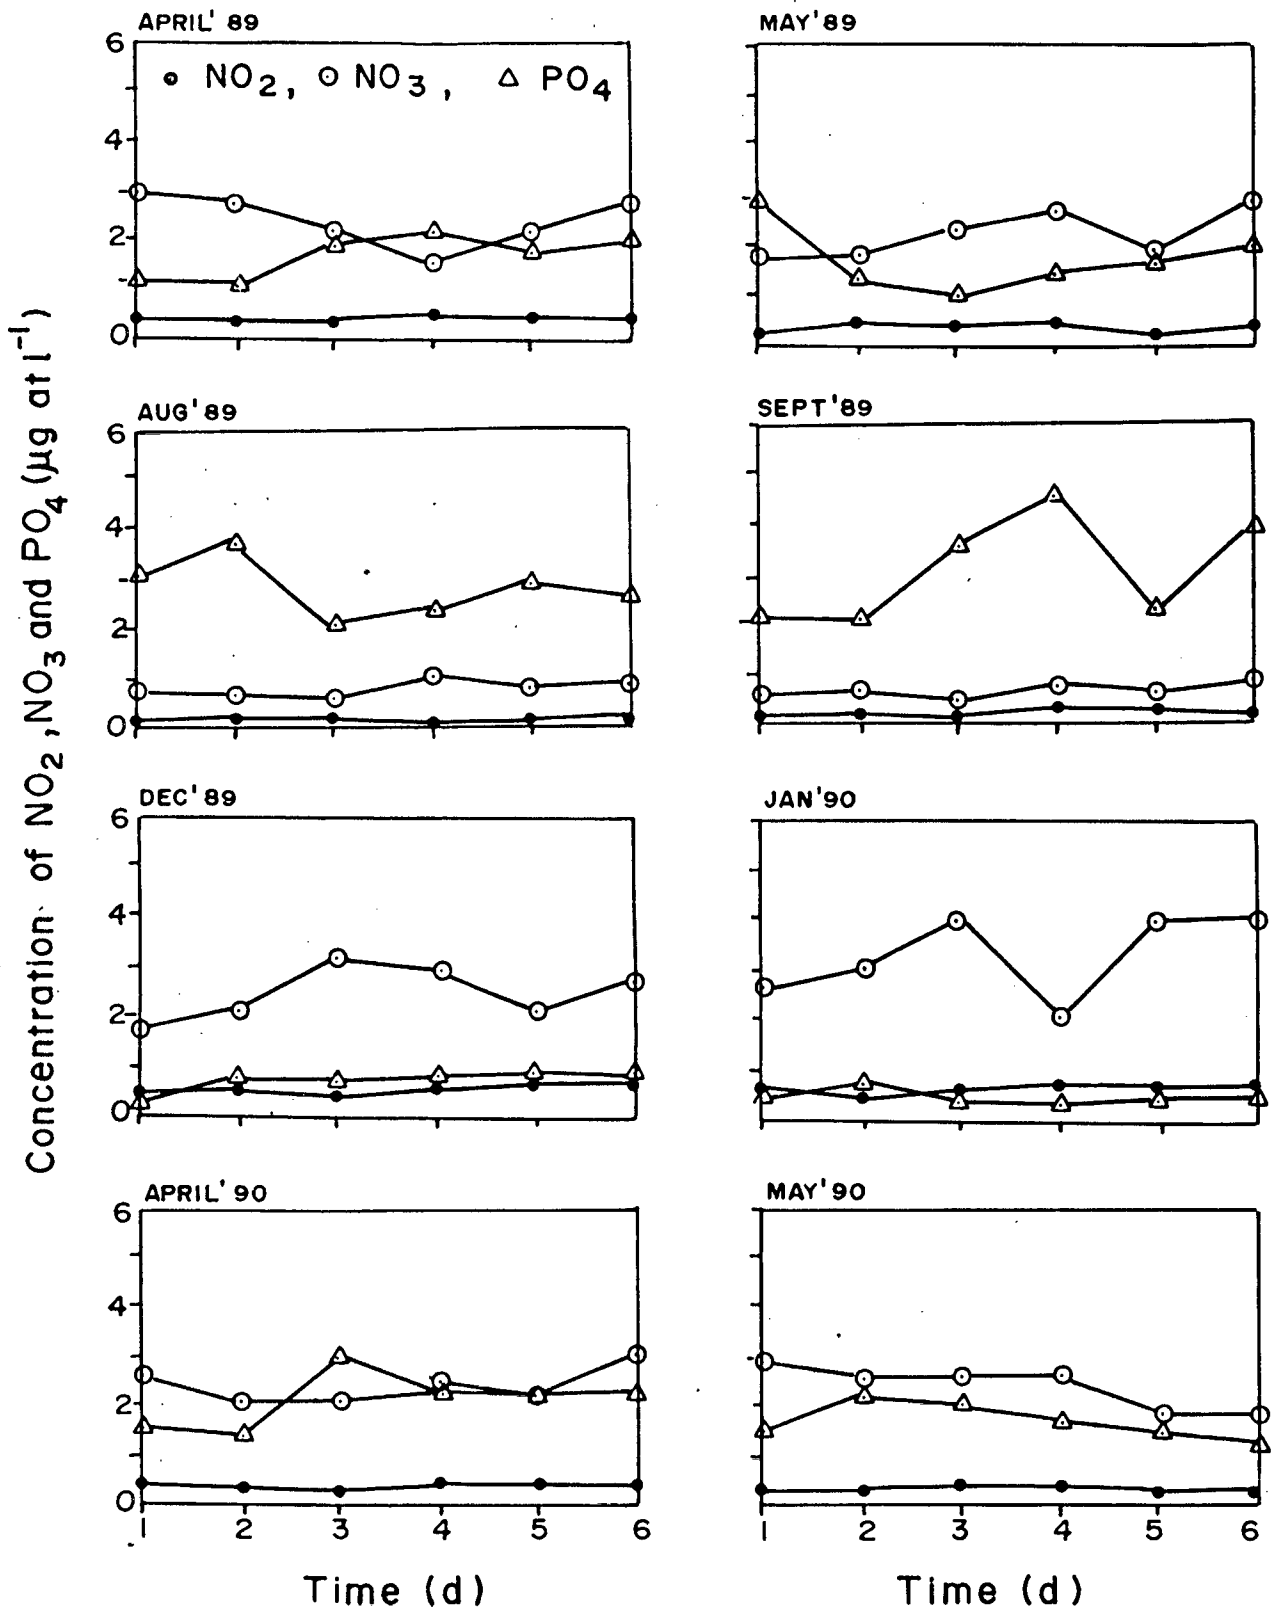 APRIL' 89
6
NO2, NO3, PO4
4
2
0
MAY'89
AUG'89
6
4
2
0
SEPT'89
DEC'89
6
4
2
0
JAN'90
APRIL'90
6
4
2
0
1 2 3 4 5 6
Time (d)
MAY'90
1 2 3 4 5 6
Time (d)
Concentration of NO2, NO3 and PO4 (µg at l-1)